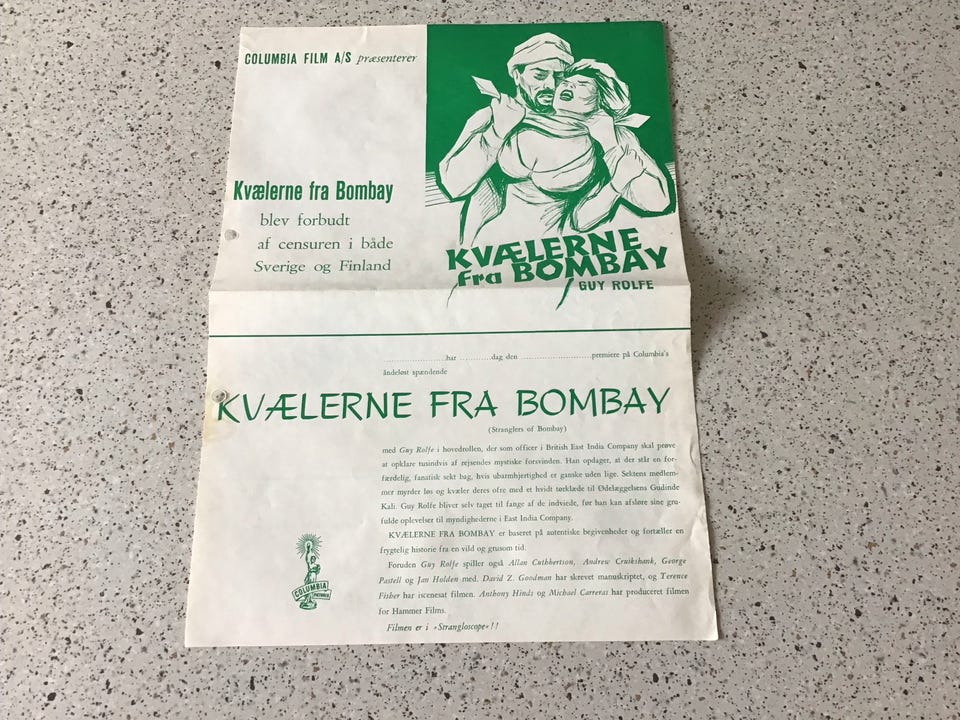 COLUMBIA FILM A/S præsenterer
Kvælerne fra Bombay
blev forbudt
af censuren i både
Sverige og Finland
KVÆLERNE
fra BOMBAY
GUY ROLFE
........................har ............dag den ............................premiere på Columbia's
åndeløst spændende
KVÆLERNE FRA BOMBAY
(Stranglers of Bombay)
med Guy Rolfe i hovedrollen, der som officer i British East India Company skal prøve
at opklare tusindvis af rejsendes mystiske forsvinden. Han opdager, at der står en for-
færdelig, fanatisk sekt bag, hvis ubarmhjertighed er ganske uden lige. Sektens medlem-
mer myrder løs og kvæler deres ofre med et hvidt tørklæde til Ødelæggelsens Gudinde
Kali. Guy Rolfe bliver selv taget til fange af de indviede, før han kan afsløre sine gru-
fulde oplevelser til myndighederne i East India Company.
KVÆLERNE FRA BOMBAY er baseret på autentiske begivenheder og fortæller en
frygtelig historie fra en vild og grusom tid.
Foruden Guy Rolfe spiller også Allan Cuthbertson, Andrew Cruikshank, George
Pastell og Jan Holden med. David Z. Goodman har skrevet manuskriptet, og Terence
Fisher har iscenesat filmen. Anthony Hinds og Michael Carreras har produceret filmen
for Hammer Films.
Filmen er i »Strangloscope«!!
COLUMBIA
PICTURES